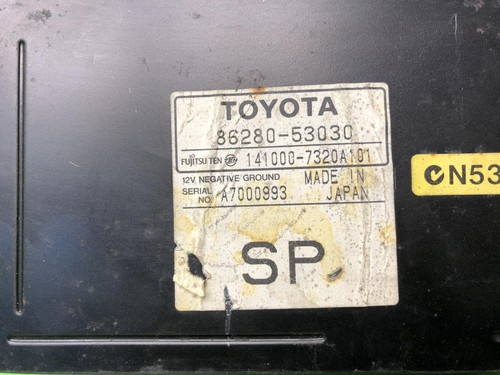 TOYOTA
86280-53030
FUJITSU TEN 141000-7320A101
12V NEGATIVE GROUND MADE IN
SERIAL NO. A7000993 JAPAN
SP
N53